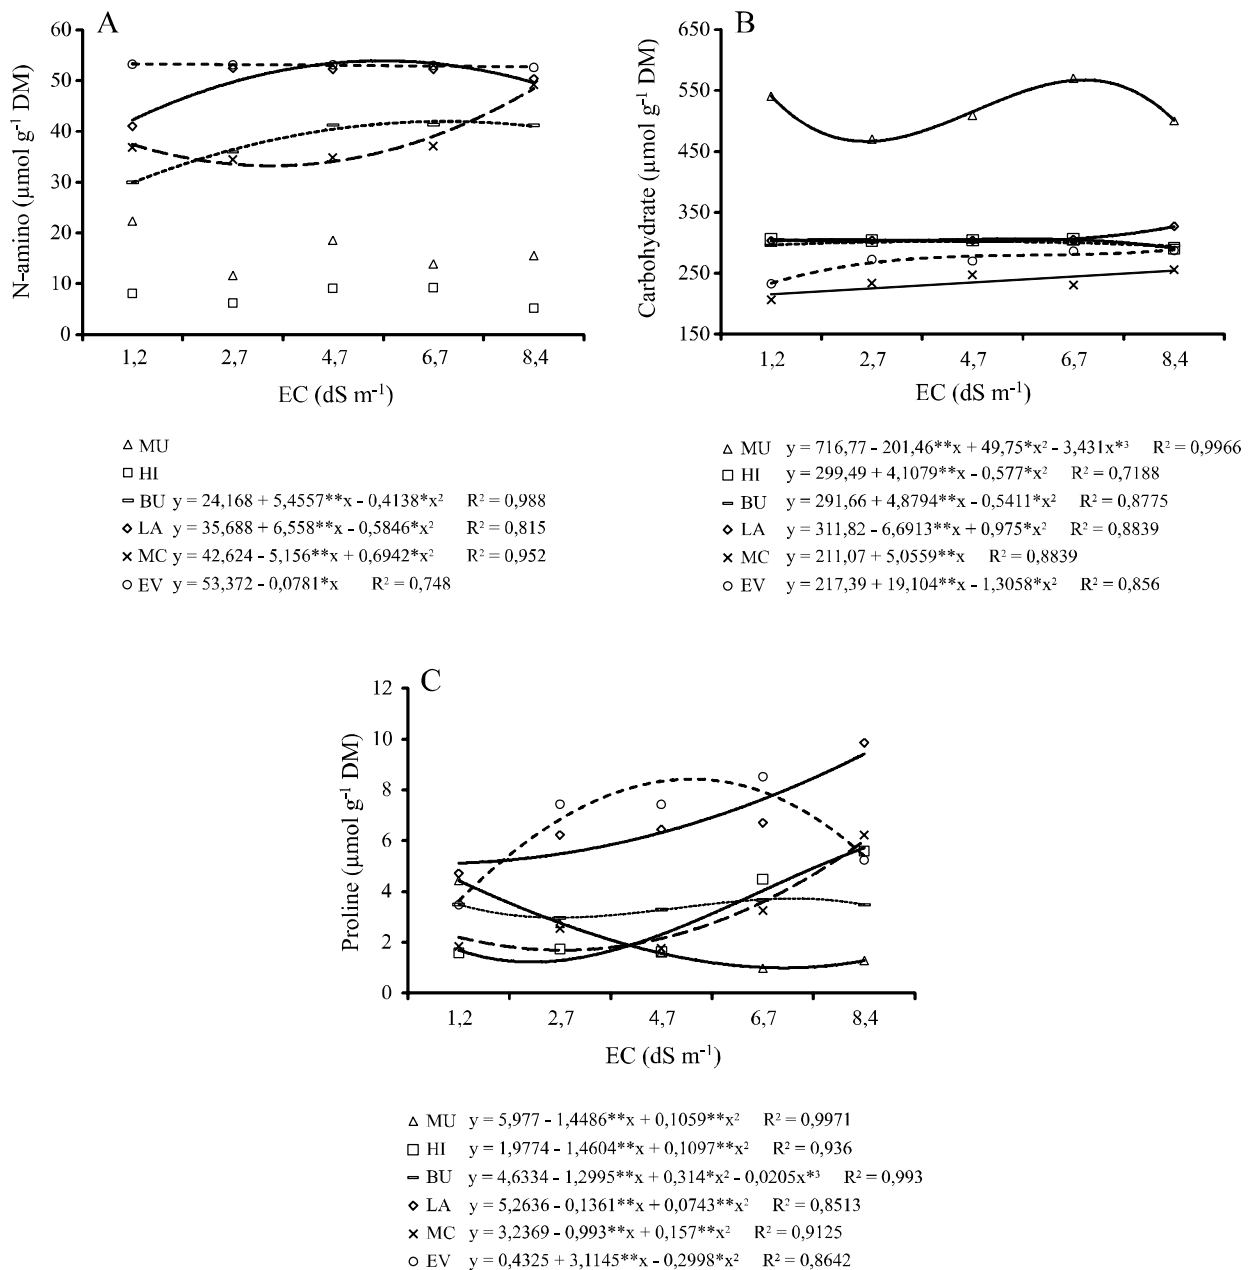 A
N-amino (µmol g⁻¹ DM)
60
50
40
30
20
10
0
1,2 2,7 4,7 6,7 8,4
EC (dS m⁻¹)
MU
HI
BU y = 24,168 + 5,4557**x - 0,4138*x² R² = 0,988
LA y = 35,688 + 6,558**x - 0,5846*x² R² = 0,815
MC y = 42,624 - 5,156**x + 0,6942*x² R² = 0,952
EV y = 53,372 - 0,0781*x R² = 0,748
B
Carbohydrate (µmol g⁻¹ DM)
650
550
450
350
250
150
1,2 2,7 4,7 6,7 8,4
EC (dS m⁻¹)
MU y = 716,77 - 201,46**x + 49,75*x² - 3,431x*³ R² = 0,9966
HI y = 299,49 + 4,1079**x - 0,577*x² R² = 0,7188
BU y = 291,66 + 4,8794**x - 0,5411*x² R² = 0,8775
LA y = 311,82 - 6,6913**x + 0,975*x² R² = 0,8839
MC y = 211,07 + 5,0559**x R² = 0,8839
EV y = 217,39 + 19,104**x - 1,3058*x² R² = 0,856
C
Proline (µmol g⁻¹ DM)
12
10
8
6
4
2
0
1,2 2,7 4,7 6,7 8,4
EC (dS m⁻¹)
MU y = 5,977 - 1,4486**x + 0,1059**x² R² = 0,9971
HI y = 1,9774 - 1,4604**x + 0,1097**x² R² = 0,936
BU y = 4,6334 - 1,2995**x + 0,314*x² - 0,0205x*³ R² = 0,993
LA y = 5,2636 - 0,1361**x + 0,0743**x² R² = 0,8513
MC y = 3,2369 - 0,993**x + 0,157**x² R² = 0,9125
EV y = 0,4325 + 3,1145**x - 0,2998*x² R² = 0,8642